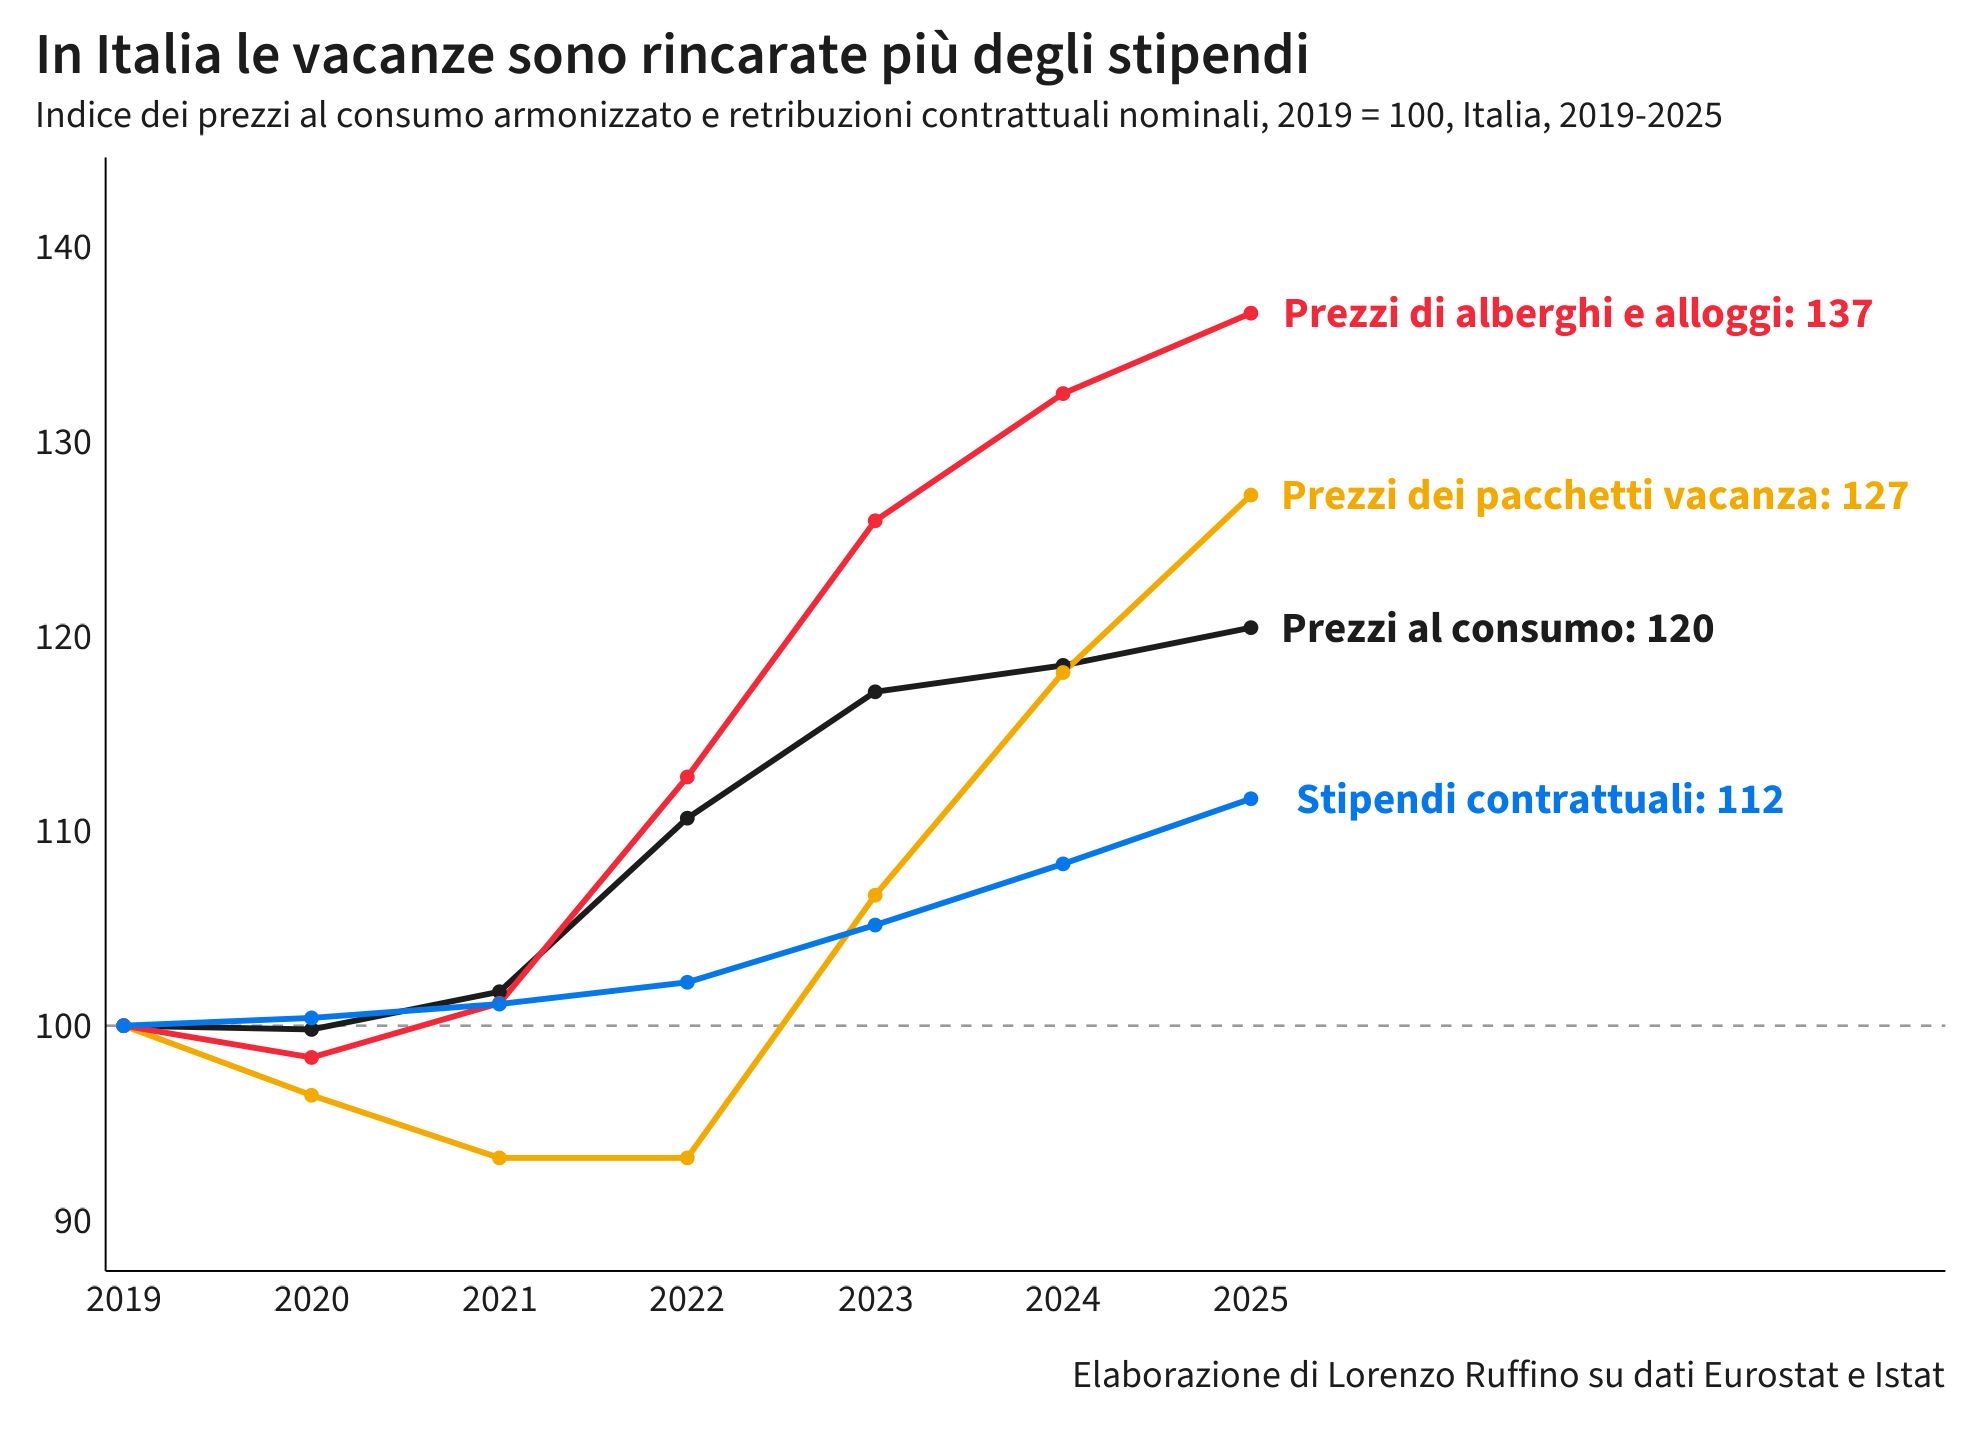 In Italia le vacanze sono rincarate più degli stipendi
Indice dei prezzi al consumo armonizzato e retribuzioni contrattuali nominali, 2019 = 100, Italia, 2019-2025
140
130
120
110
100
90
Prezzi di alberghi e alloggi: 137
Prezzi dei pacchetti vacanza: 127
Prezzi al consumo: 120
Stipendi contrattuali: 112
2019 2020 2021 2022 2023 2024 2025
Elaborazione di Lorenzo Ruffino su dati Eurostat e Istat